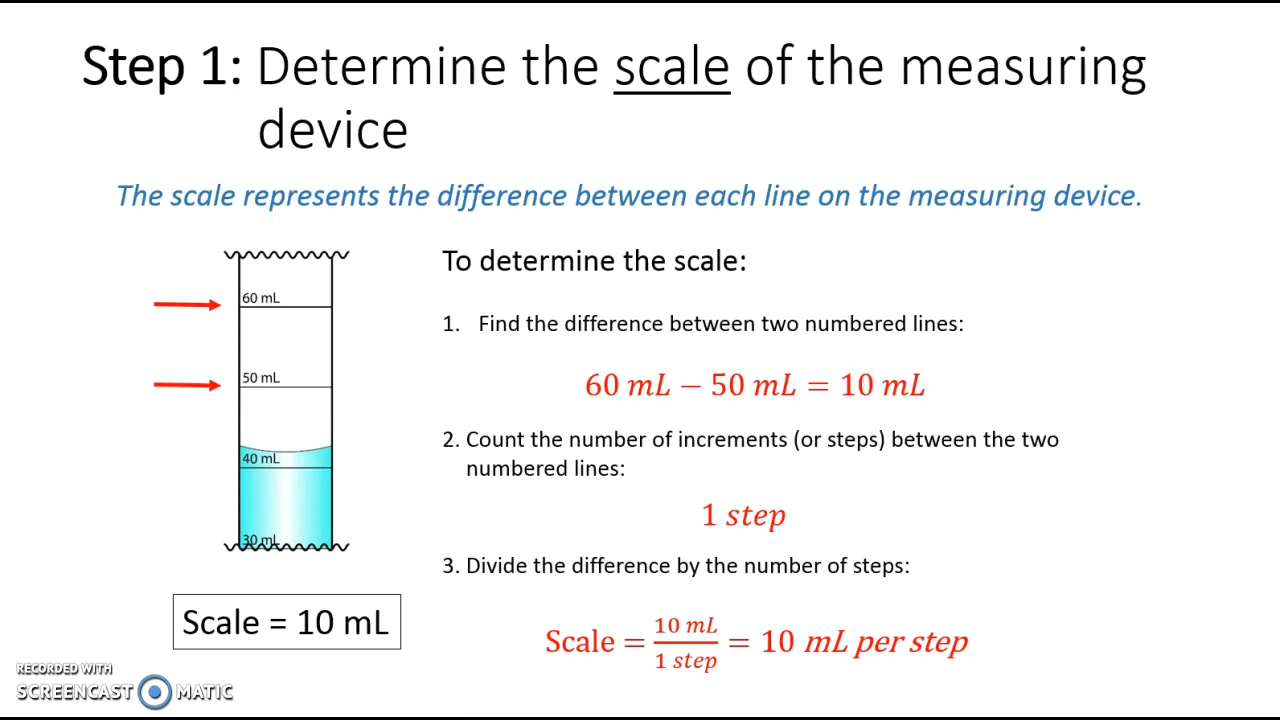 Step 1: Determine the scale of the measuring
device
The scale represents the difference between each line on the measuring device.
60 mL
50 mL
40 mL
30 mL
Scale = 10 mL
To determine the scale:
1. Find the difference between two numbered lines:
60 mL − 50 mL = 10 mL
2. Count the number of increments (or steps) between the two
numbered lines:
1 step
3. Divide the difference by the number of steps:
Scale = 10 mL / 1 step = 10 mL per step
RECORDED WITH
SCREENCAST MATIC